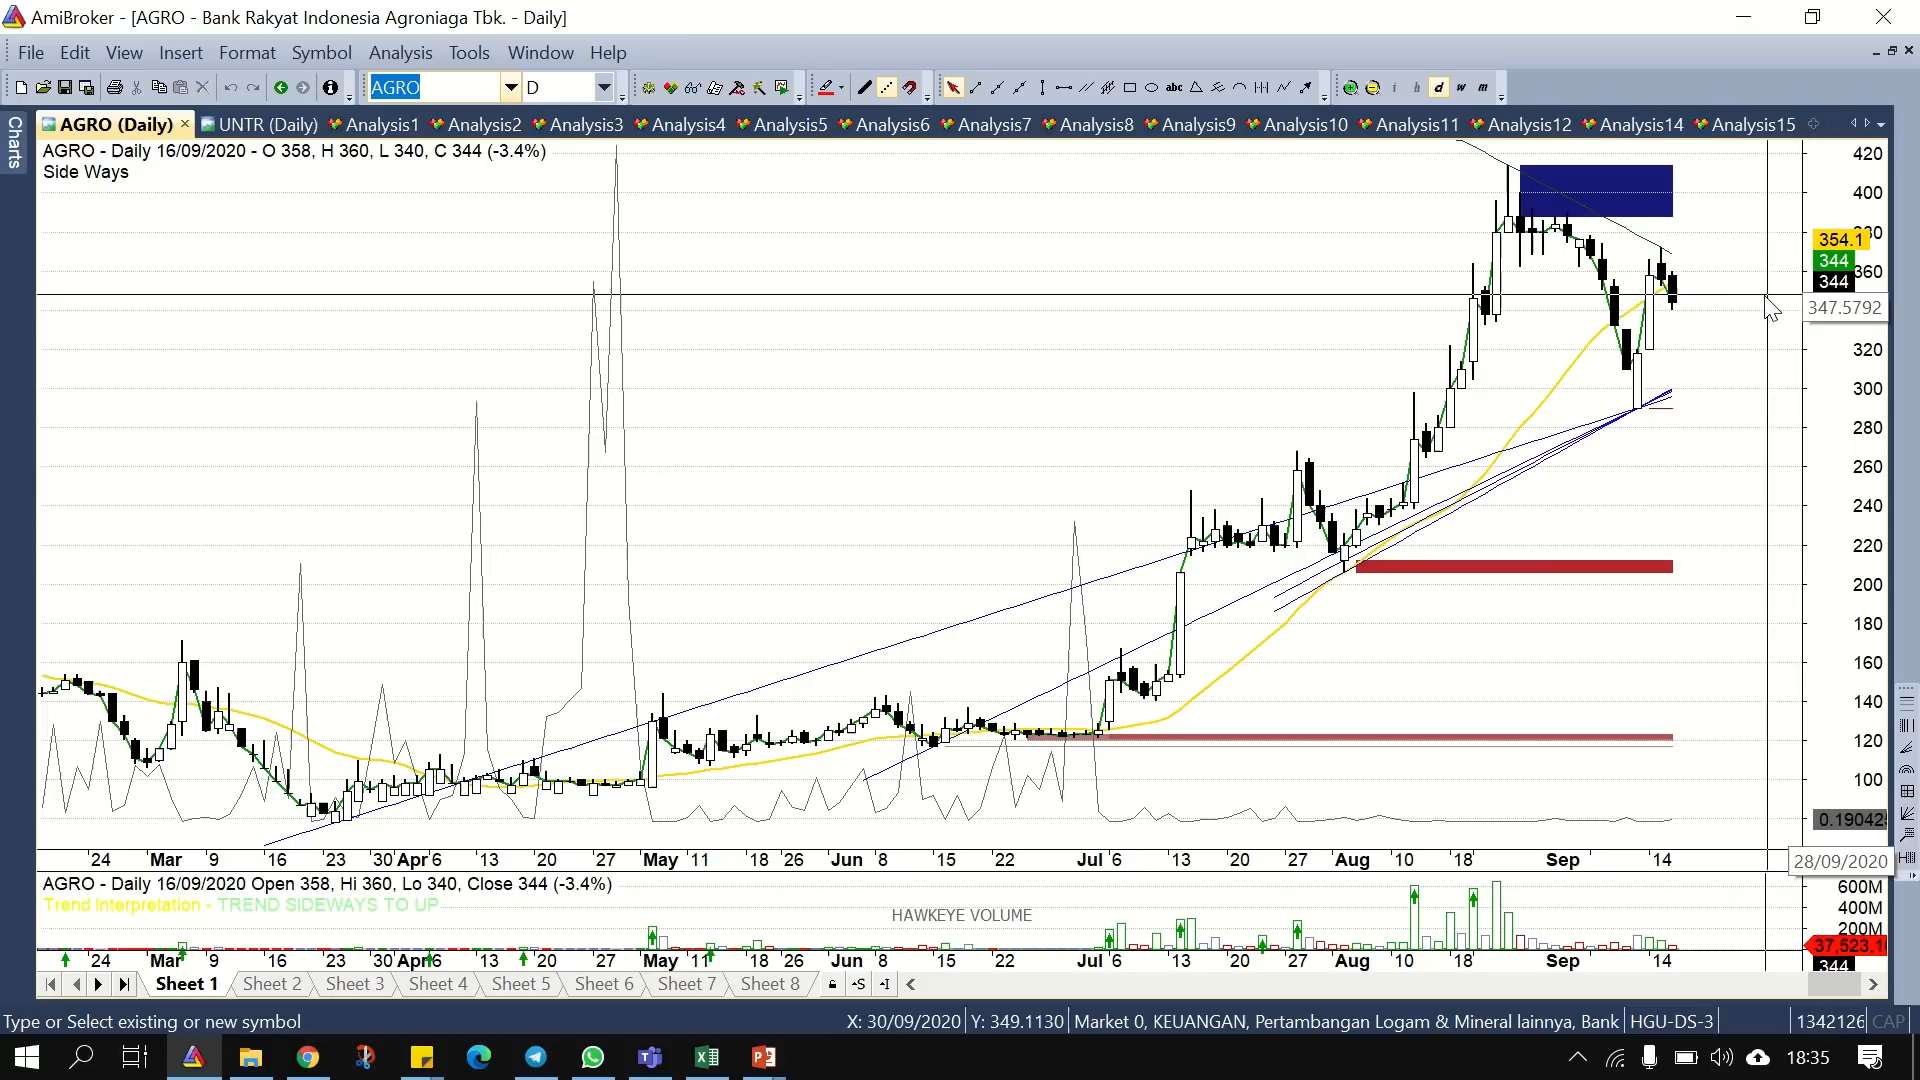 AmiBroker - [AGRO - Bank Rakyat Indonesia Agroniaga Tbk. - Daily]
File Edit View Insert Format Symbol Analysis Tools Window Help
AGRO D abc i h d w m
Charts
AGRO (Daily) UNTR (Daily) Analysis1 Analysis2 Analysis3 Analysis4 Analysis5 Analysis6 Analysis7 Analysis8 Analysis9 Analysis10 Analysis11 Analysis12 Analysis14 Analysis15
AGRO - Daily 16/09/2020 - O 358, H 360, L 340, C 344 (-3.4%)
Side Ways
420
400
354.1
344
360
344
347.5792
320
300
280
260
240
220
200
180
160
140
120
100
24 Mar 9 16 23 30 Apr 6 13 20 27 May 11 18 26 Jun 8 15 22 Jul 6 13 20 27 Aug 10 18 Sep 14
28/09/2020
AGRO - Daily 16/09/2020 Open 358, Hi 360, Lo 340, Close 344 (-3.4%)
Trend Interpretation - TREND SIDEWAYS TO UP
HAWKEYE VOLUME
600M
400M
200M
344
24 Mar 9 16 23 30 Apr 6 13 20 27 May 11 18 26 Jun 8 15 22 Jul 6 13 20 27 Aug 10 18 Sep 14
Sheet 1 Sheet 2 Sheet 3 Sheet 4 Sheet 5 Sheet 6 Sheet 7 Sheet 8
Type or Select existing or new symbol X: 30/09/2020 Y: 349.1130 Market 0, KEUANGAN, Pertambangan Logam & Mineral lainnya, Bank HGU-DS-3 1342126 CAP
18:35